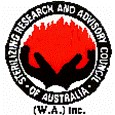 STERILIZING RESEARCH AND ADVISORY COUNCIL
- OF AUSTRALIA -
(W.A.) Inc.